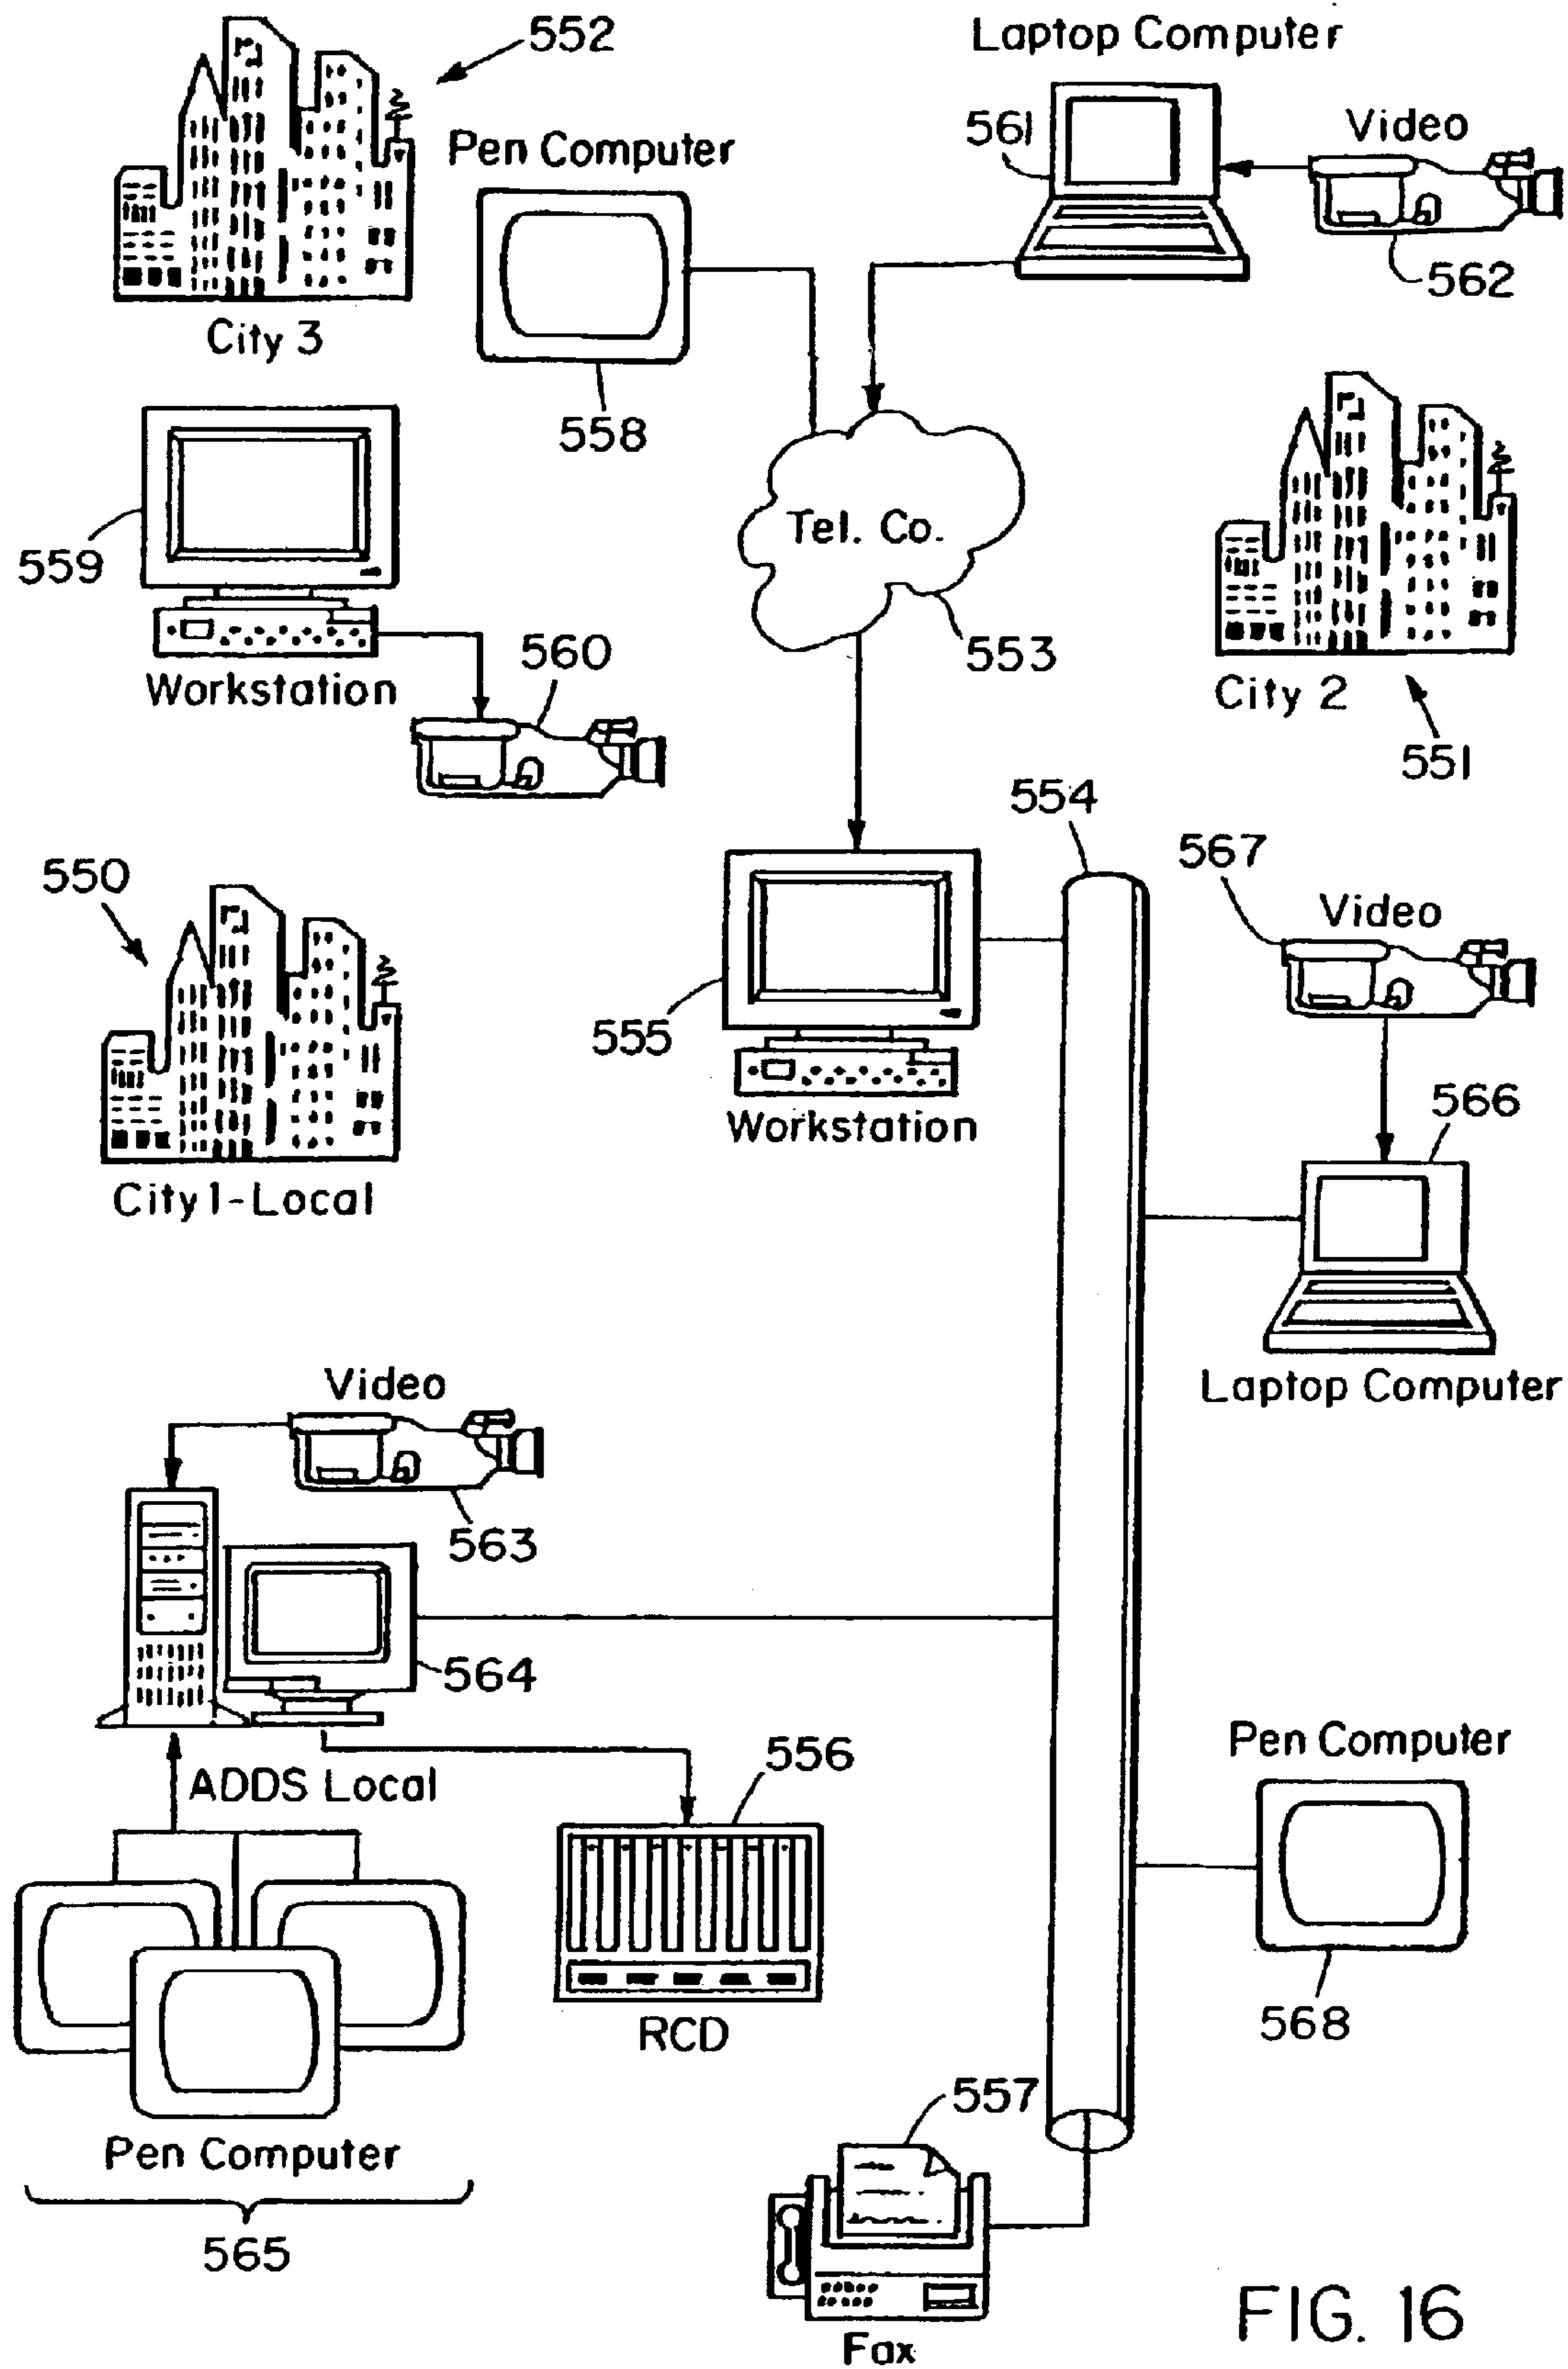 Laptop Computer
552
561
Video
Pen Computer
562
City 3
558
Tel. Co.
559
553
560
Workstation
City 2
551
554
567
550
Video
555
566
Workstation
City 1-Local
Laptop Computer
Video
563
564
Pen Computer
556
ADDS Local
568
RCD
557
Pen Computer
565
Fax
FIG. 16